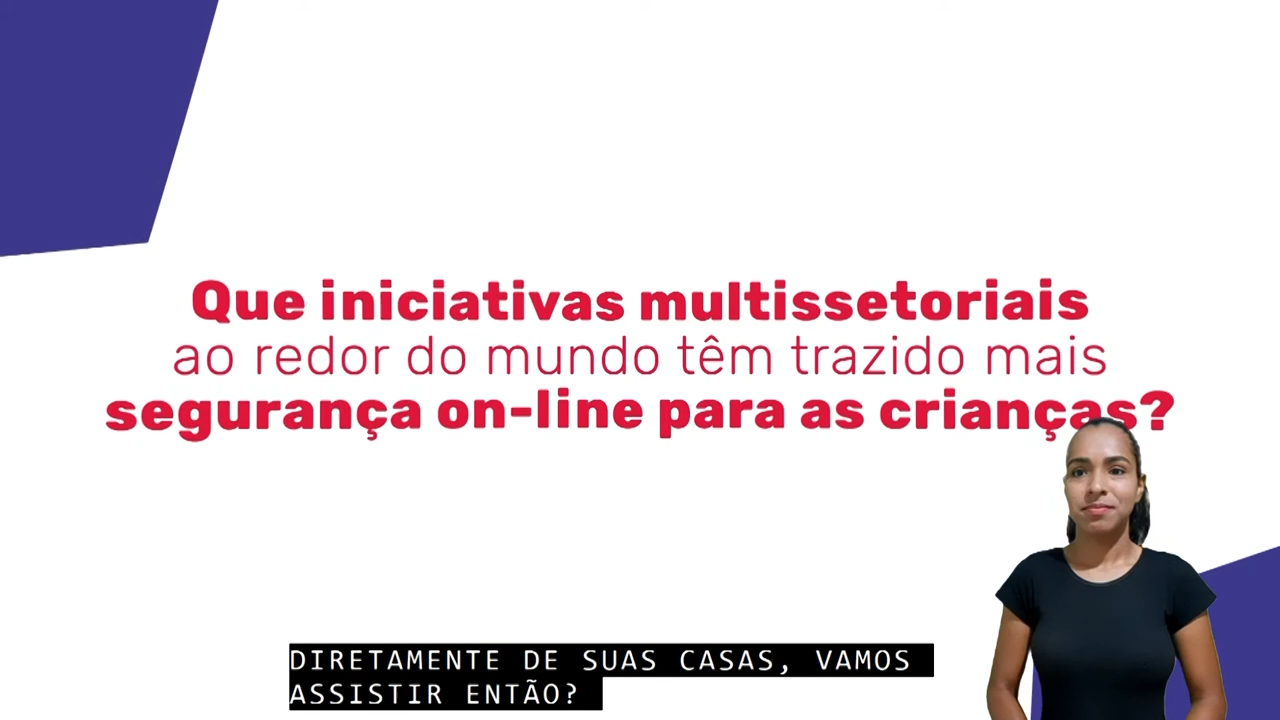 Que iniciativas multissetoriais
ao redor do mundo têm trazido mais
segurança on-line para as crianças?
DIRETAMENTE DE SUAS CASAS, VAMOS
ASSISTIR ENTÃO?